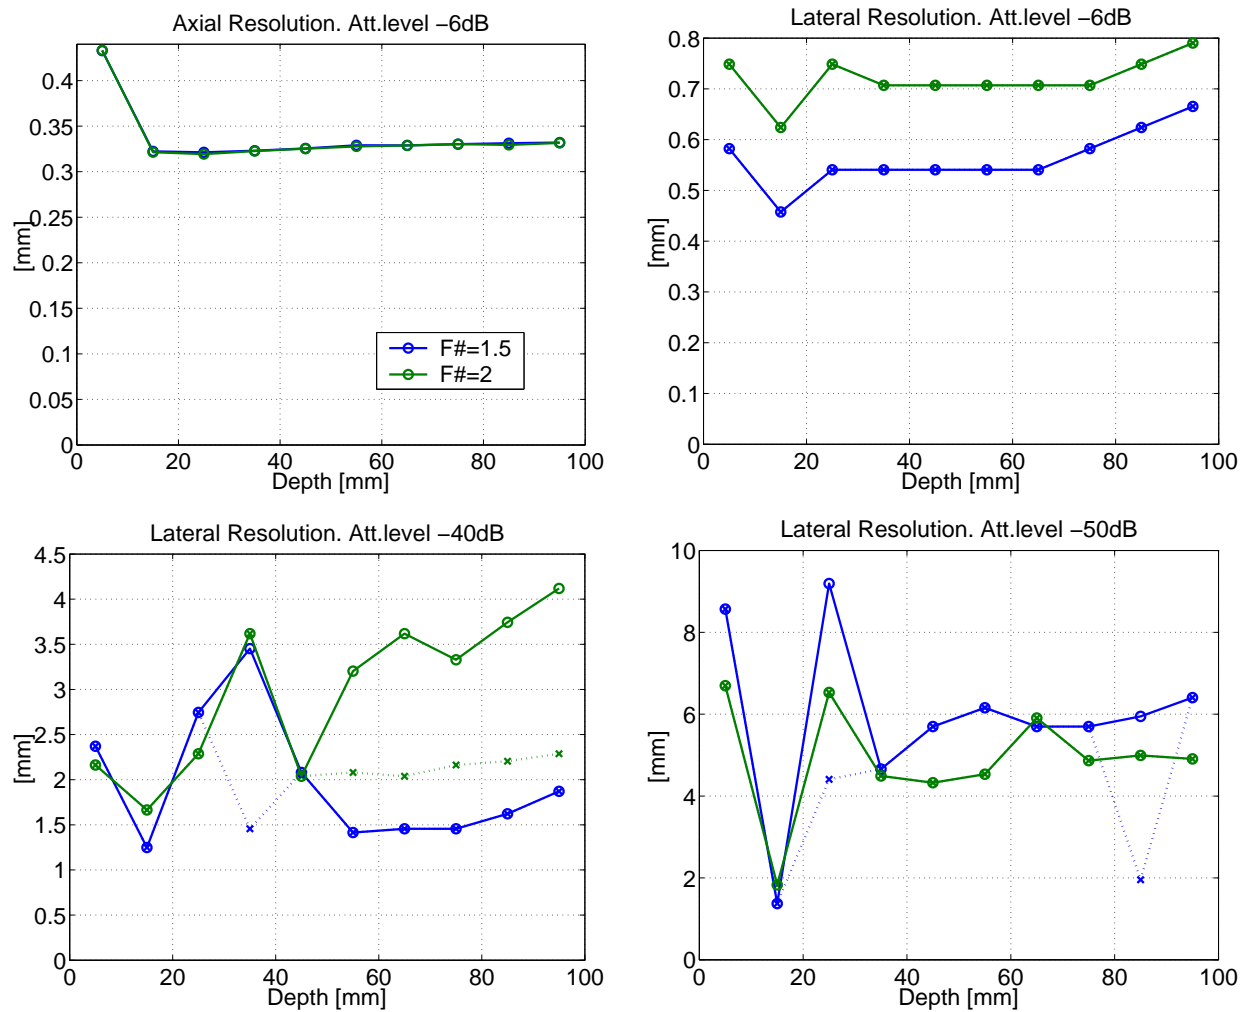 Axial Resolution. Att.level −6dB
0.4
0.35
0.3
0.25
0.2
0.15
0.1
0.05
0
[mm]
0 20 40 60 80 100
Depth [mm]
F#=1.5
F#=2
Lateral Resolution. Att.level −6dB
0.8
0.7
0.6
0.5
0.4
0.3
0.2
0.1
0
[mm]
0 20 40 60 80 100
Depth [mm]
Lateral Resolution. Att.level −40dB
4.5
4
3.5
3
2.5
2
1.5
1
0.5
0
[mm]
0 20 40 60 80 100
Depth [mm]
Lateral Resolution. Att.level −50dB
10
8
6
4
2
0
[mm]
0 20 40 60 80 100
Depth [mm]